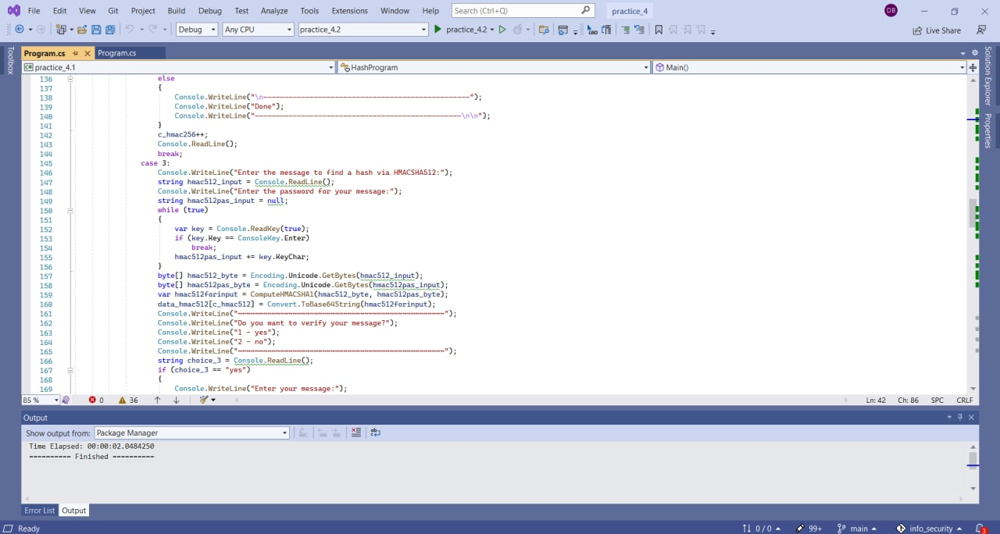 File Edit View Git Project Build Debug Test Analyze Tools Extensions Window Help Search (Ctrl+Q) practice_4 DB
Debug Any CPU practice_4.2 practice_4.2 Live Share
Toolbox
Program.cs Program.cs
practice_4.1 HashProgram Main()
136 else
137 {
138 Console.WriteLine("\n-------------------------------------------------");
139 Console.WriteLine("Done");
140 Console.WriteLine("-------------------------------------------------\n\n");
141 }
142 c_hmac256++;
143 Console.ReadLine();
144 break;
145 case 3:
146 Console.WriteLine("Enter the message to find a hash via HMACSHA512:");
147 string hmac512_input = Console.ReadLine();
148 Console.WriteLine("Enter the password for your message:");
149 string hmac512pas_input = null;
150 while (true)
151 {
152 var key = Console.ReadKey(true);
153 if (key.Key == ConsoleKey.Enter)
154 break;
155 hmac512pas_input += key.KeyChar;
156 }
157 byte[] hmac512_byte = Encoding.Unicode.GetBytes(hmac512_input);
158 byte[] hmac512pas_byte = Encoding.Unicode.GetBytes(hmac512pas_input);
159 var hmac512forinput = ComputeHMACSHA1(hmac512_byte, hmac512pas_byte);
160 data_hmac512[c_hmac512] = Convert.ToBase64String(hmac512forinput);
161 Console.WriteLine("~~~~~~~~~~~~~~~~~~~~~~~~~~~~~~~~~~~~~~~~~~~~~~~~~");
162 Console.WriteLine("Do you want to verify your message?");
163 Console.WriteLine("1 - yes");
164 Console.WriteLine("2 - no");
165 Console.WriteLine("~~~~~~~~~~~~~~~~~~~~~~~~~~~~~~~~~~~~~~~~~~~~~~~~~");
166 string choice_3 = Console.ReadLine();
167 if (choice_3 == "yes")
168 {
169 Console.WriteLine("Enter your message:");
Solution Explorer
Properties
85 % 0 36 Ln: 42 Ch: 86 SPC CRLF
Output
Show output from: Package Manager
Time Elapsed: 00:00:02.0484250
========== Finished ==========
Error List Output
Ready 0 / 0 99+ main info_security 3